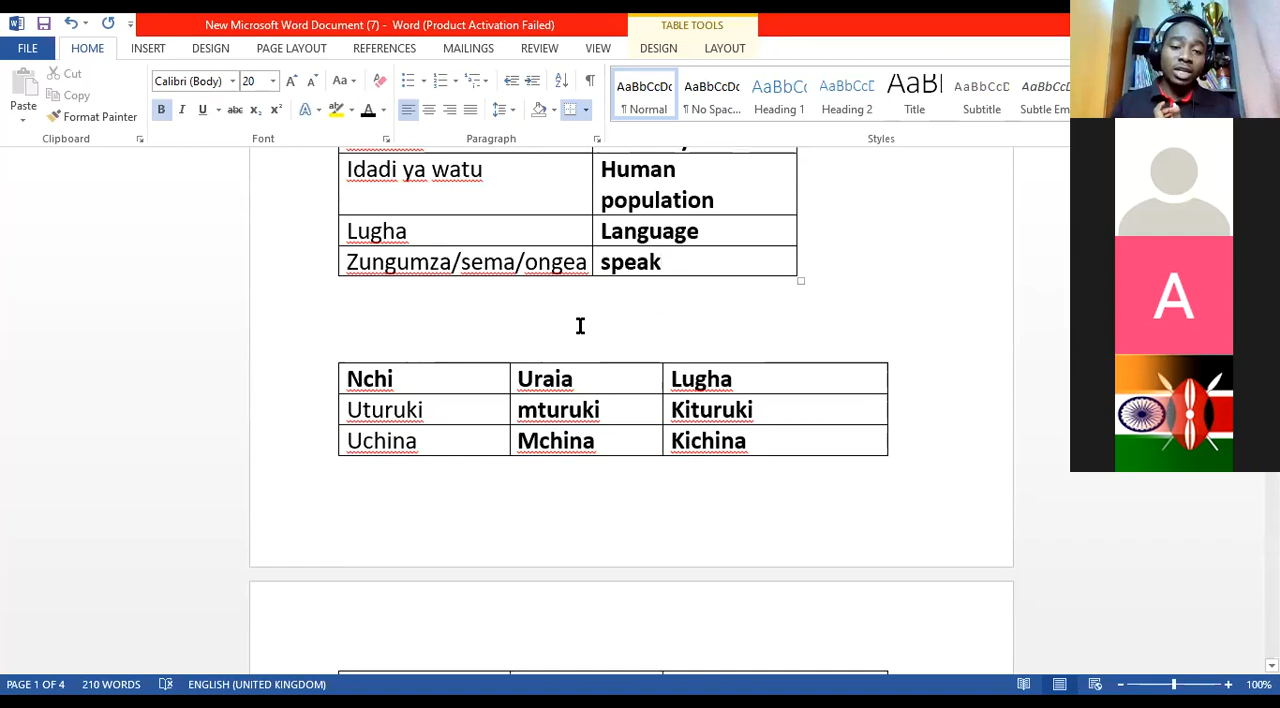 New Microsoft Word Document (7) - Word (Product Activation Failed)
TABLE TOOLS
FILE HOME INSERT DESIGN PAGE LAYOUT REFERENCES MAILINGS REVIEW VIEW DESIGN LAYOUT
Cut
Copy
Format Painter
Paste
Clipboard
Calibri (Body) 20
Font
Paragraph
AaBbCcDc AaBbCcDc AaBbC AaBbCcD AaBl AaBbCcD AaBbCcD
¶ Normal ¶ No Spac... Heading 1 Heading 2 Title Subtitle Subtle Em
Styles
Idadi ya watu Human
population
Lugha Language
Zungumza/sema/ongea speak
Nchi Uraia Lugha
Uturuki mturuki Kituruki
Uchina Mchina Kichina
A
PAGE 1 OF 4 210 WORDS ENGLISH (UNITED KINGDOM) 100%